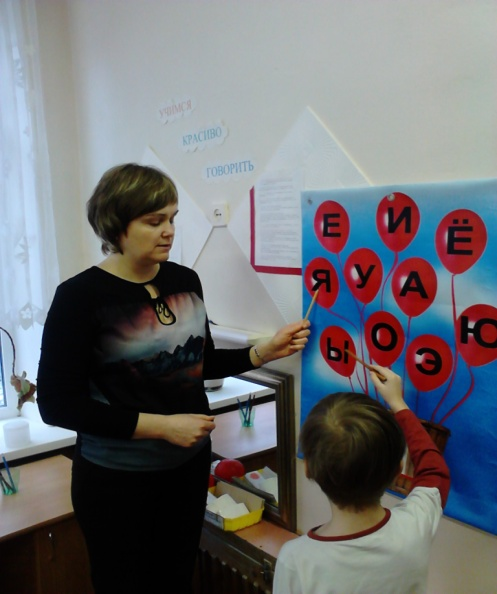 УЧИМСЯ
КРАСИВО
ГОВОРИТЬ
Е И Ё
Я У А
Ы О Э Ю